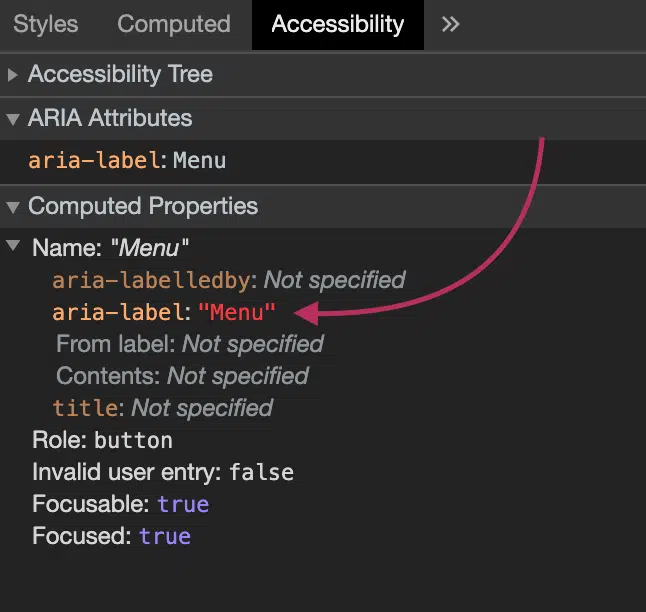 Styles Computed Accessibility »
Accessibility Tree
ARIA Attributes
aria-label: Menu
Computed Properties
Name: "Menu"
aria-labelledby: Not specified
aria-label: "Menu"
From label: Not specified
Contents: Not specified
title: Not specified
Role: button
Invalid user entry: false
Focusable: true
Focused: true